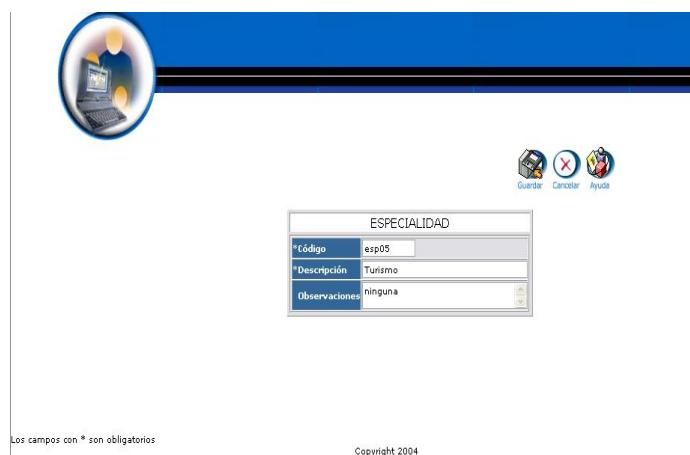 Guardar Cancelar Ayuda
ESPECIALIDAD
*Código esp05
*Descripción Turismo
Observaciones ninguna
Los campos con * son obligatorios
Copyright 2004